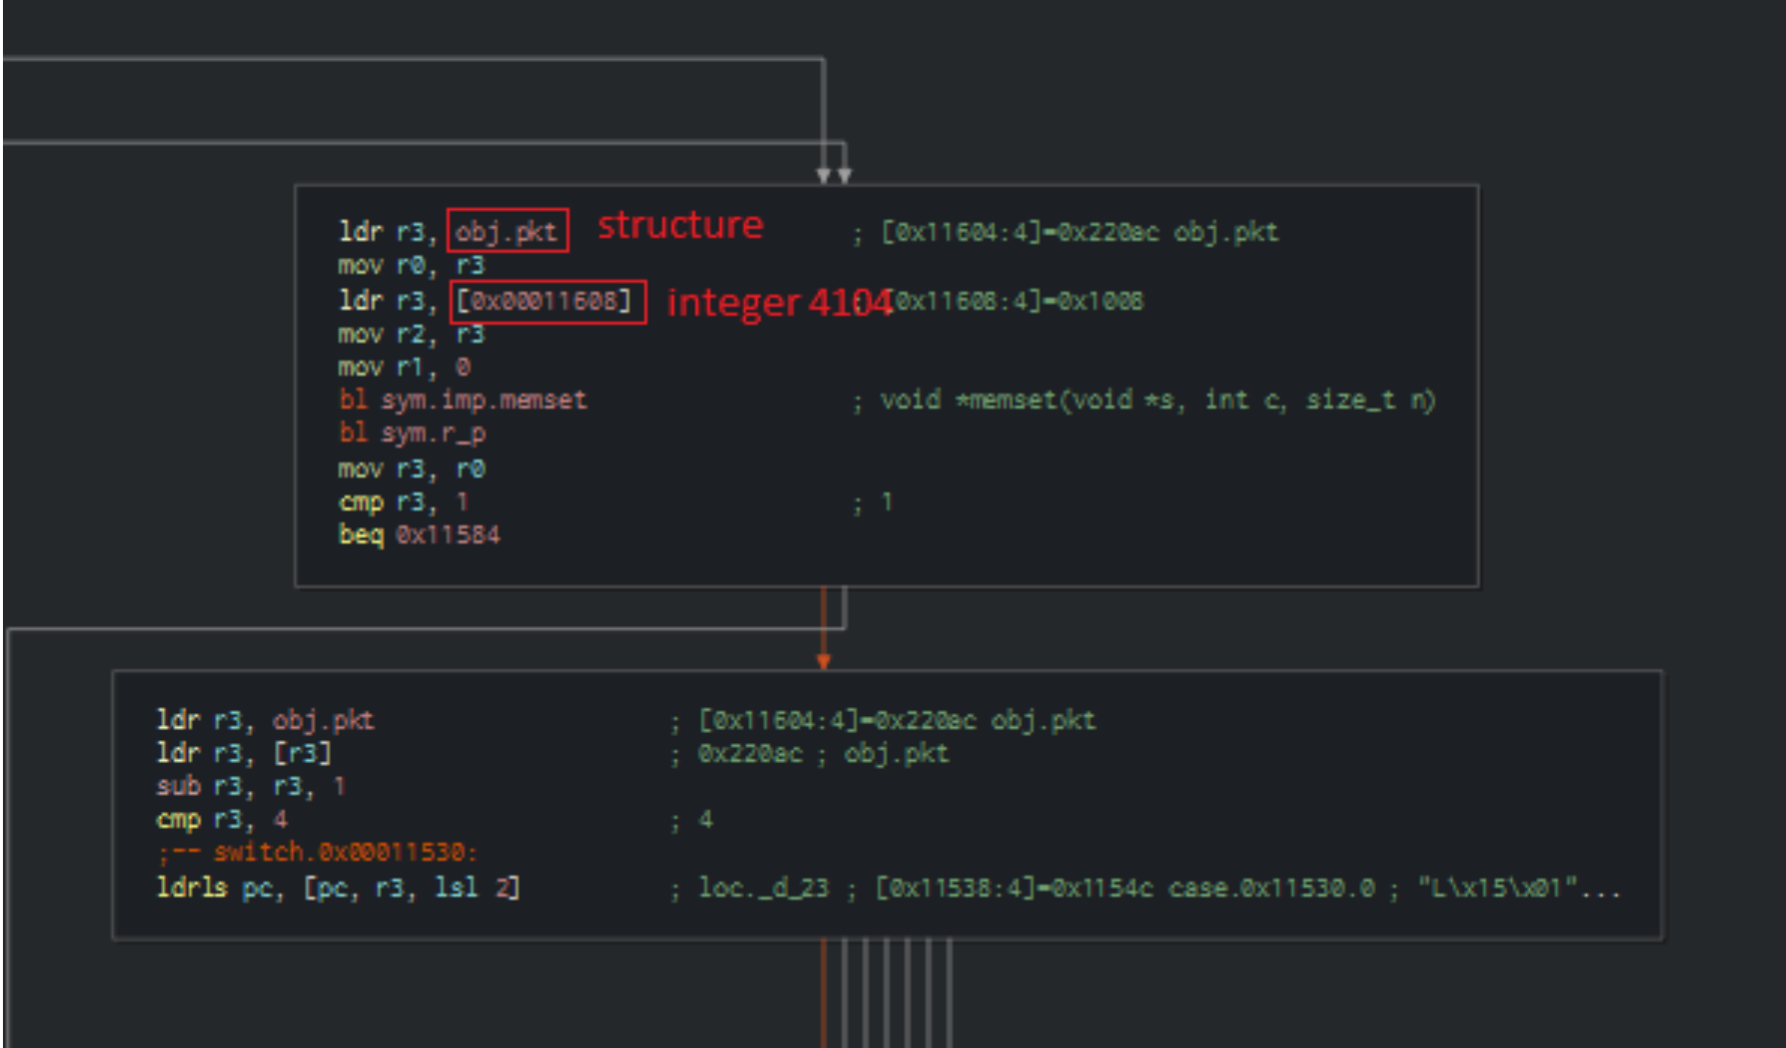 ldr r3, obj.pkt structure ; [0x11604:4]=0x220ac obj.pkt
mov r0, r3
ldr r3, [0x00011608] integer 4104 [0x11608:4]=0x1008
mov r2, r3
mov r1, 0
bl sym.imp.memset ; void *memset(void *s, int c, size_t n)
bl sym.r_p
mov r3, r0
cmp r3, 1 ; 1
beq 0x11584
ldr r3, obj.pkt ; [0x11604:4]=0x220ac obj.pkt
ldr r3, [r3] ; 0x220ac ; obj.pkt
sub r3, r3, 1
cmp r3, 4 ; 4
;-- switch.0x00011530:
ldrls pc, [pc, r3, lsl 2] ; loc._d_23 ; [0x11538:4]=0x1154c case.0x11530.0 ; "L\x15\x01"...